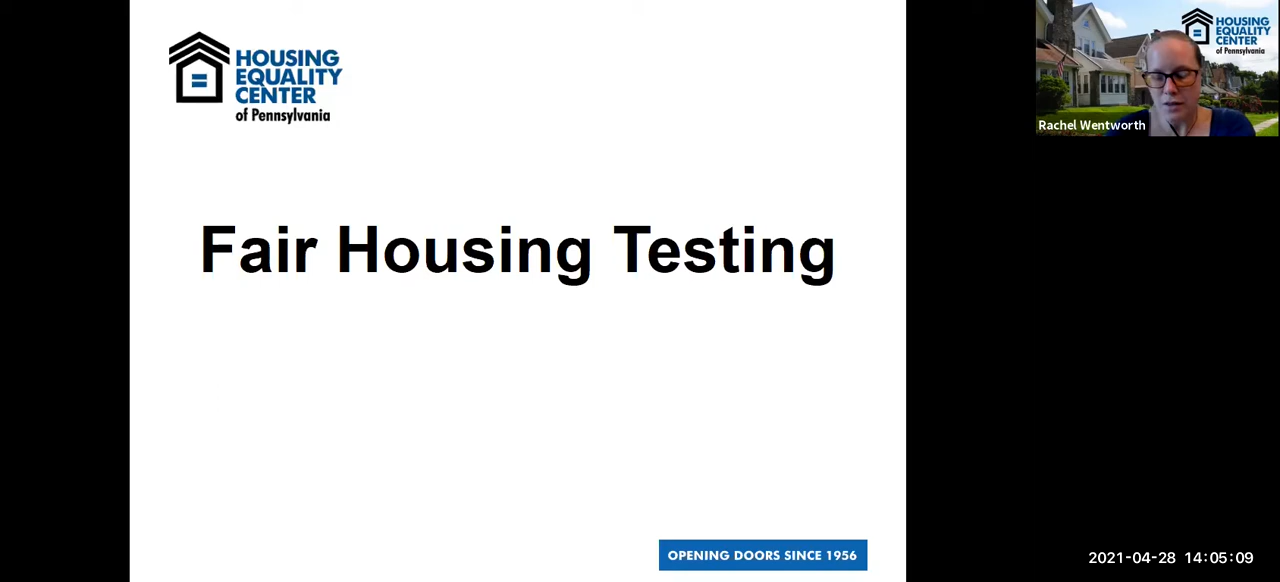 HOUSING
EQUALITY
CENTER
of Pennsylvania
HOUSING
EQUALITY
CENTER
of Pennsylvania
Rachel Wentworth
Fair Housing Testing
OPENING DOORS SINCE 1956
2021-04-28 14:05:09